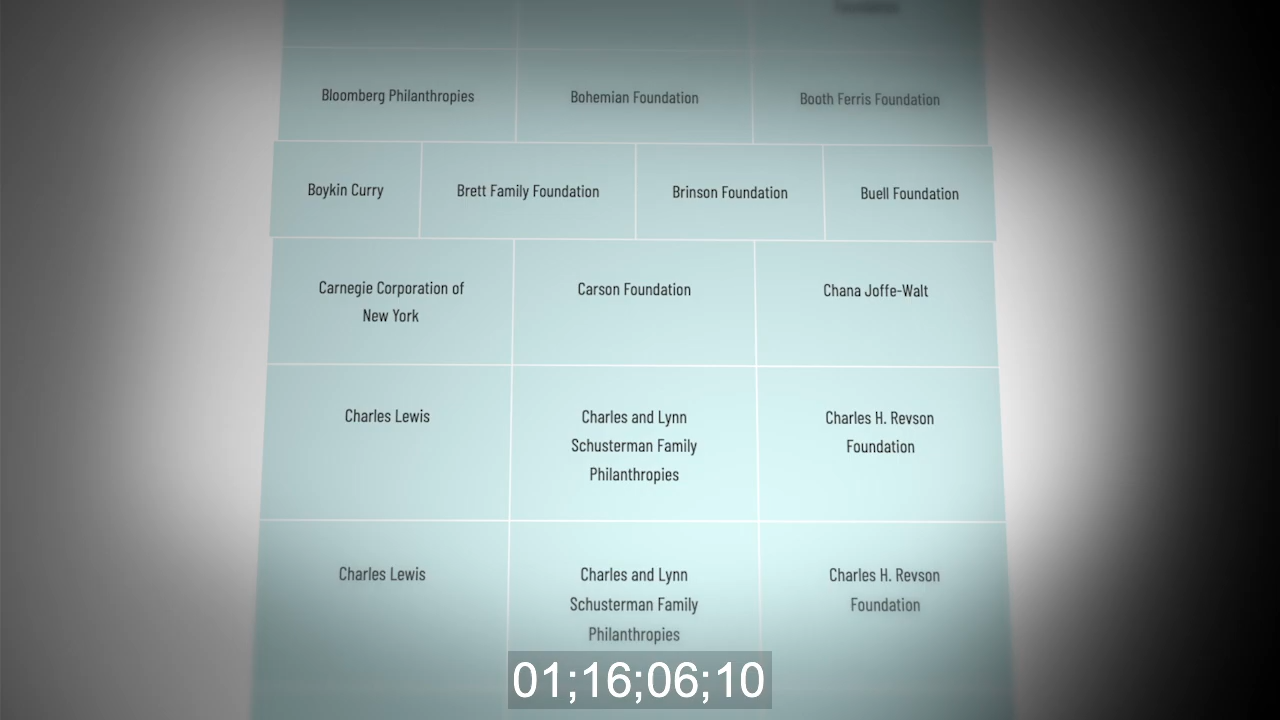 Foundation
Bloomberg Philanthropies
Bohemian Foundation
Booth Ferris Foundation
Boykin Curry
Brett Family Foundation
Brinson Foundation
Buell Foundation
Carnegie Corporation of
New York
Carson Foundation
Chana Joffe-Walt
Charles Lewis
Charles and Lynn
Schusterman Family
Philanthropies
Charles H. Revson
Foundation
Charles Lewis
Charles and Lynn
Schusterman Family
Philanthropies
Charles H. Revson
Foundation
01;16;06;10